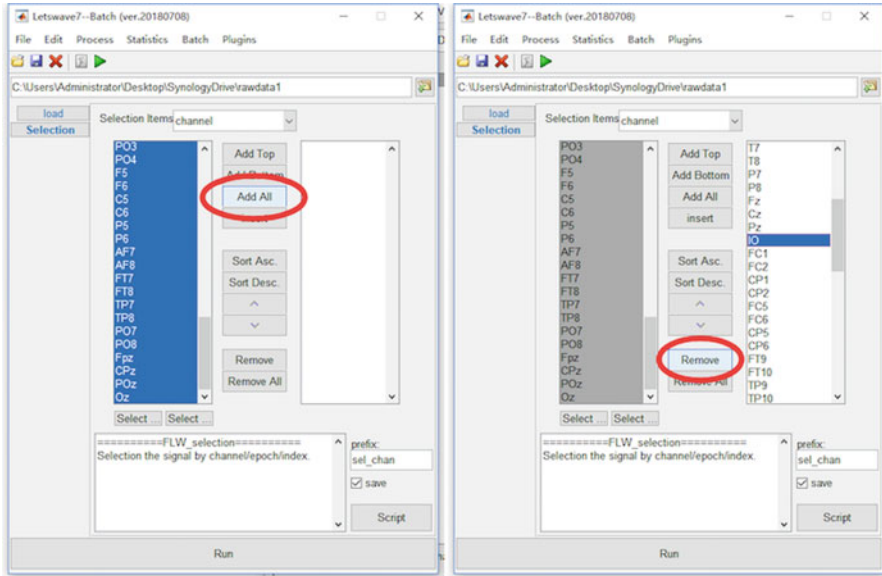 Letswave7--Batch (ver.20180708)
File Edit Process Statistics Batch Plugins
C:\Users\Administrator\Desktop\SynologyDrive\rawdata1
load
Selection
Selection Items channel
PO3
PO4
F5
F6
C5
C6
P5
P6
AF7
AF8
FT7
FT8
TP7
TP8
PO7
PO8
Fpz
CPz
POz
Oz
Add Top
Add Bottom
Add All
insert
Sort Asc.
Sort Desc.
Remove
Remove All
Select ... Select ...
==========FLW_selection==========
Selection the signal by channel/epoch/index.
prefix:
sel_chan
save
Script
Run
Letswave7--Batch (ver.20180708)
File Edit Process Statistics Batch Plugins
C:\Users\Administrator\Desktop\SynologyDrive\rawdata1
load
Selection
Selection Items channel
PO3
PO4
F5
F6
C5
C6
P5
P6
AF7
AF8
FT7
FT8
TP7
TP8
PO7
PO8
Fpz
CPz
POz
Oz
Add Top
Add Bottom
Add All
insert
Sort Asc.
Sort Desc.
Remove
Remove All
T7
T8
P7
P8
Fz
Cz
Pz
IO
FC1
FC2
CP1
CP2
FC5
FC6
CP5
CP6
FT9
FT10
TP9
TP10
Select ... Select ...
==========FLW_selection==========
Selection the signal by channel/epoch/index.
prefix:
sel_chan
save
Script
Run